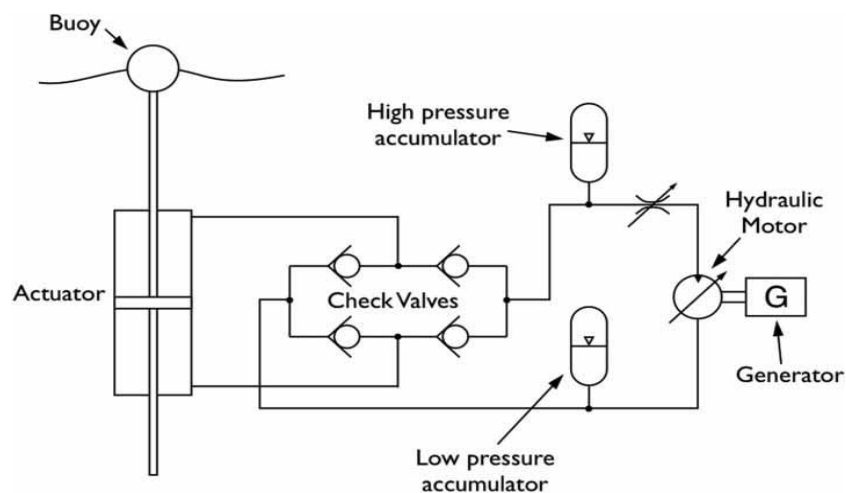 Buoy
High pressure
accumulator
Hydraulic
Motor
Actuator
Check Valves
G
Generator
Low pressure
accumulator